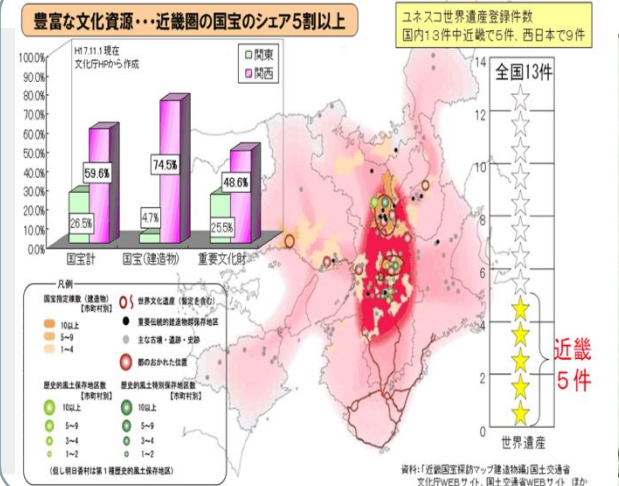 豊富な文化資源・・・近畿圏の国宝のシェア5割以上
ユネスコ世界遺産登録件数
国内13件中近畿で5件、西日本で9件
H17.11.1現在
文化庁HPから作成
関東
関西
100.0%
90.0%
80.0%
70.0%
60.0%
50.0%
40.0%
30.0%
20.0%
10.0%
0.0%
59.6%
74.5%
48.6%
26.5%
4.7%
25.5%
国宝計
国宝(建造物)
重要文化財
14
12
10
8
6
4
2
0
全国13件
近畿
5件
世界遺産
凡例
国宝指定棟数(建造物)
【市町村別】
10以上
5~9
1~4
世界文化遺産(暫定を含む)
重要伝統的建造物群保存地区
主な古墳・遺跡・史跡
都のおかれた位置
歴史的風土保存地区数
【市町村別】
10以上
5~9
3~4
1~2
歴史的風土特別保存地区数
【市町村別】
10以上
5~9
3~4
1~2
(但し明日香村は第1種歴史的風土保存地区)
資料:「近畿国宝探訪マップ建造物編」国土交通省
文化庁WEBサイト、国土交通省WEBサイト ほか